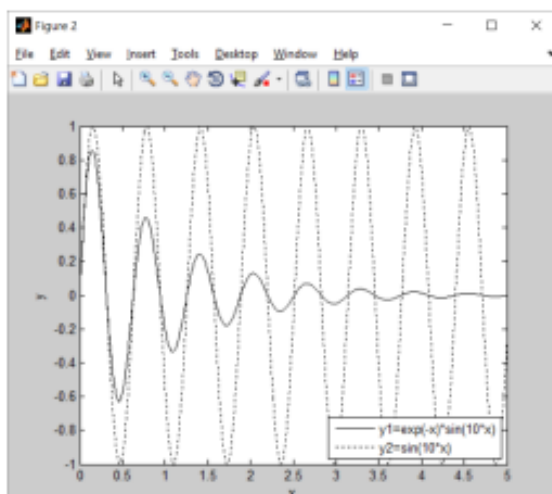 Figure 2
File Edit View Insert Tools Desktop Window Help
1
0.8
0.6
0.4
0.2
0
-0.2
-0.4
-0.6
-0.8
-1
y
y1=exp(-x)*sin(10*x)
y2=sin(10*x)
0 0.5 1 1.5 2 2.5 3 3.5 4 4.5 5
x